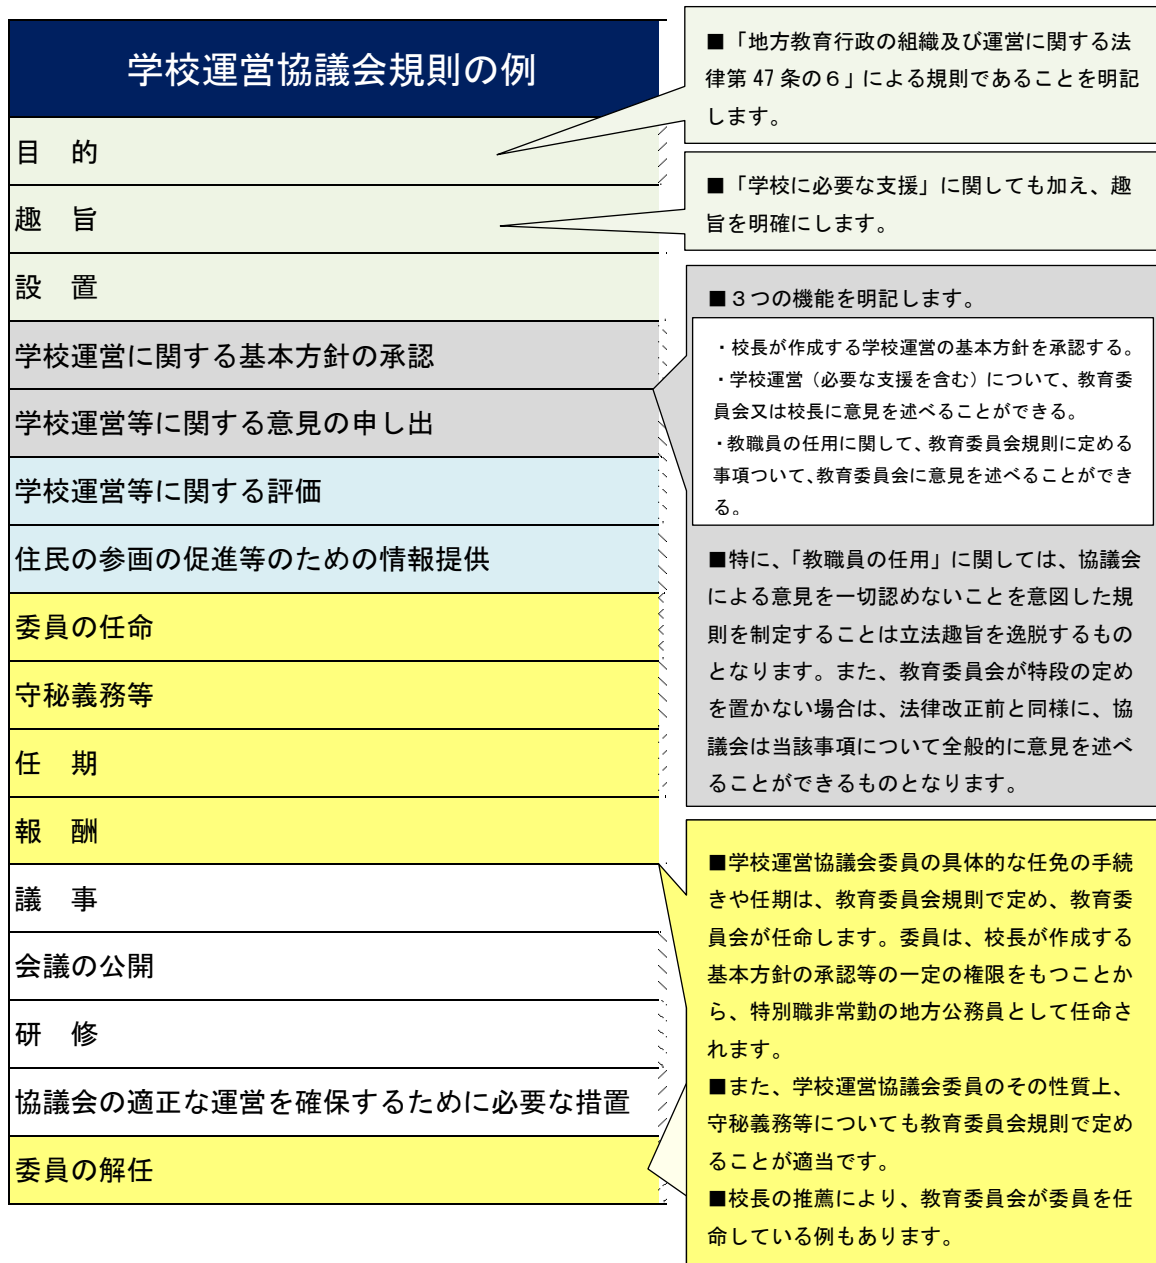 学校運営協議会規則の例
目　的
趣　旨
設　置
学校運営に関する基本方針の承認
学校運営等に関する意見の申し出
学校運営等に関する評価
住民の参画の促進等のための情報提供
委員の任命
守秘義務等
任　期
報　酬
議　事
会議の公開
研　修
協議会の適正な運営を確保するために必要な措置
委員の解任
■「地方教育行政の組織及び運営に関する法
律第 47 条の６」による規則であることを明記
します。
■「学校に必要な支援」に関しても加え、趣
旨を明確にします。
■３つの機能を明記します。
・校長が作成する学校運営の基本方針を承認する。
・学校運営（必要な支援を含む）について、教育委
員会又は校長に意見を述べることができる。
・教職員の任用に関して、教育委員会規則に定める
事項ついて、教育委員会に意見を述べることができ
る。
■特に、「教職員の任用」に関しては、協議会
による意見を一切認めないことを意図した規
則を制定することは立法趣旨を逸脱するもの
となります。また、教育委員会が特段の定め
を置かない場合は、法律改正前と同様に、協
議会は当該事項について全般的に意見を述べ
ることができるものとなります。
■学校運営協議会委員の具体的な任免の手続
きや任期は、教育委員会規則で定め、教育委
員会が任命します。委員は、校長が作成する
基本方針の承認等の一定の権限をもつことか
ら、特別職非常勤の地方公務員として任命さ
れます。
■また、学校運営協議会委員のその性質上、
守秘義務等についても教育委員会規則で定め
ることが適当です。
■校長の推薦により、教育委員会が委員を任
命している例もあります。